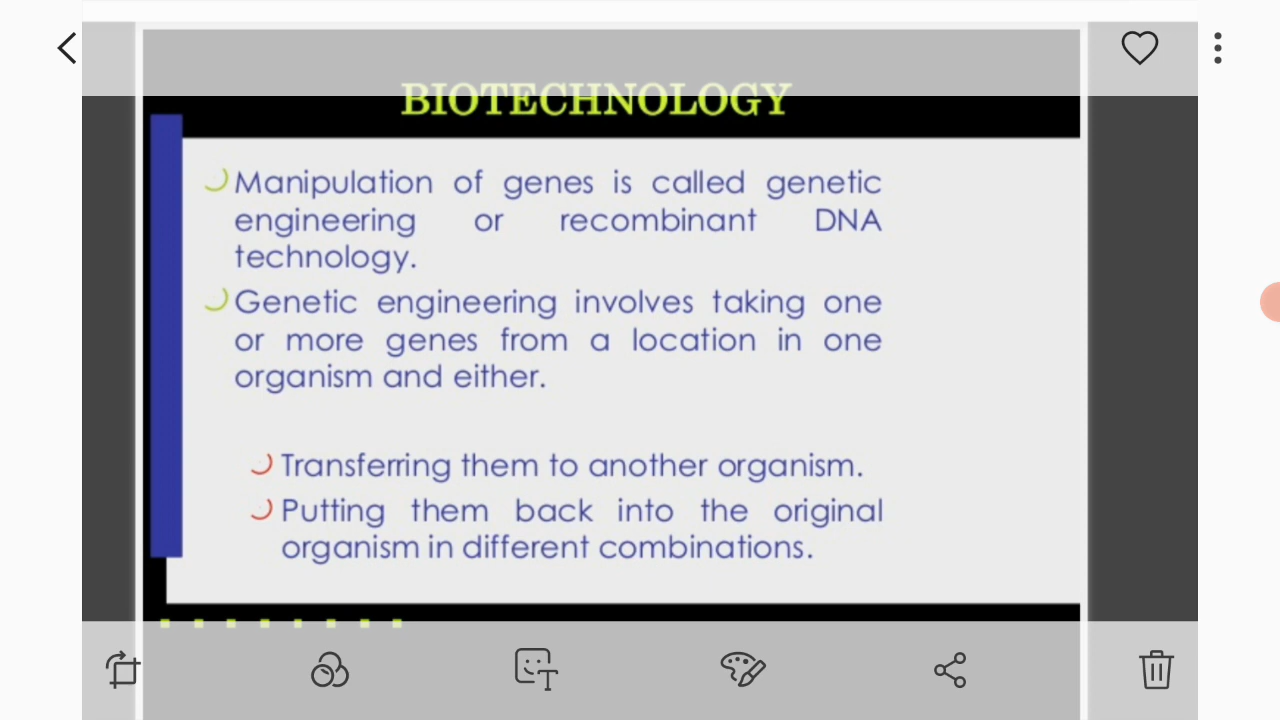 BIOTECHNOLOGY
Manipulation of genes is called genetic
engineering or recombinant DNA
technology.
Genetic engineering involves taking one
or more genes from a location in one
organism and either.
Transferring them to another organism.
Putting them back into the original
organism in different combinations.
T